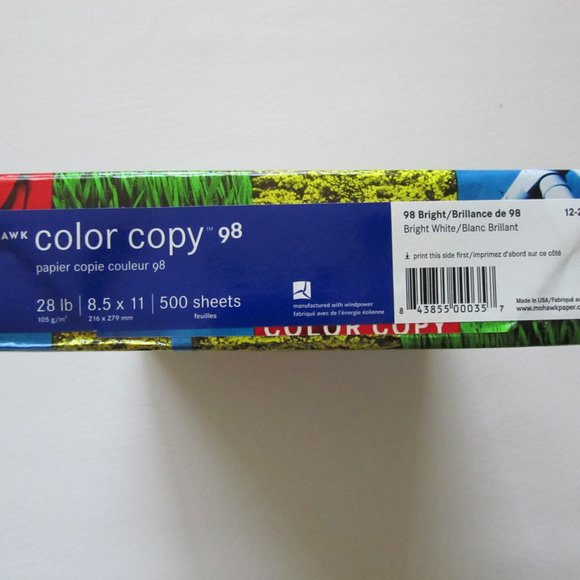 AWK color copy™ 98
papier copie couleur 98
28 lb | 8.5 x 11 | 500 sheets
105 g/m² 216 x 279 mm feuilles
manufactured with windpower
fabriqué avec de l'énergie éolienne
98 Bright/Brillance de 98
Bright White/Blanc Brillant
12-2
↓ print this side first/imprimez d'abord sur ce côté
8 43855 00035 7
Made in USA/Fabriqué a
www.mohawkpaper.c
COLOR COPY